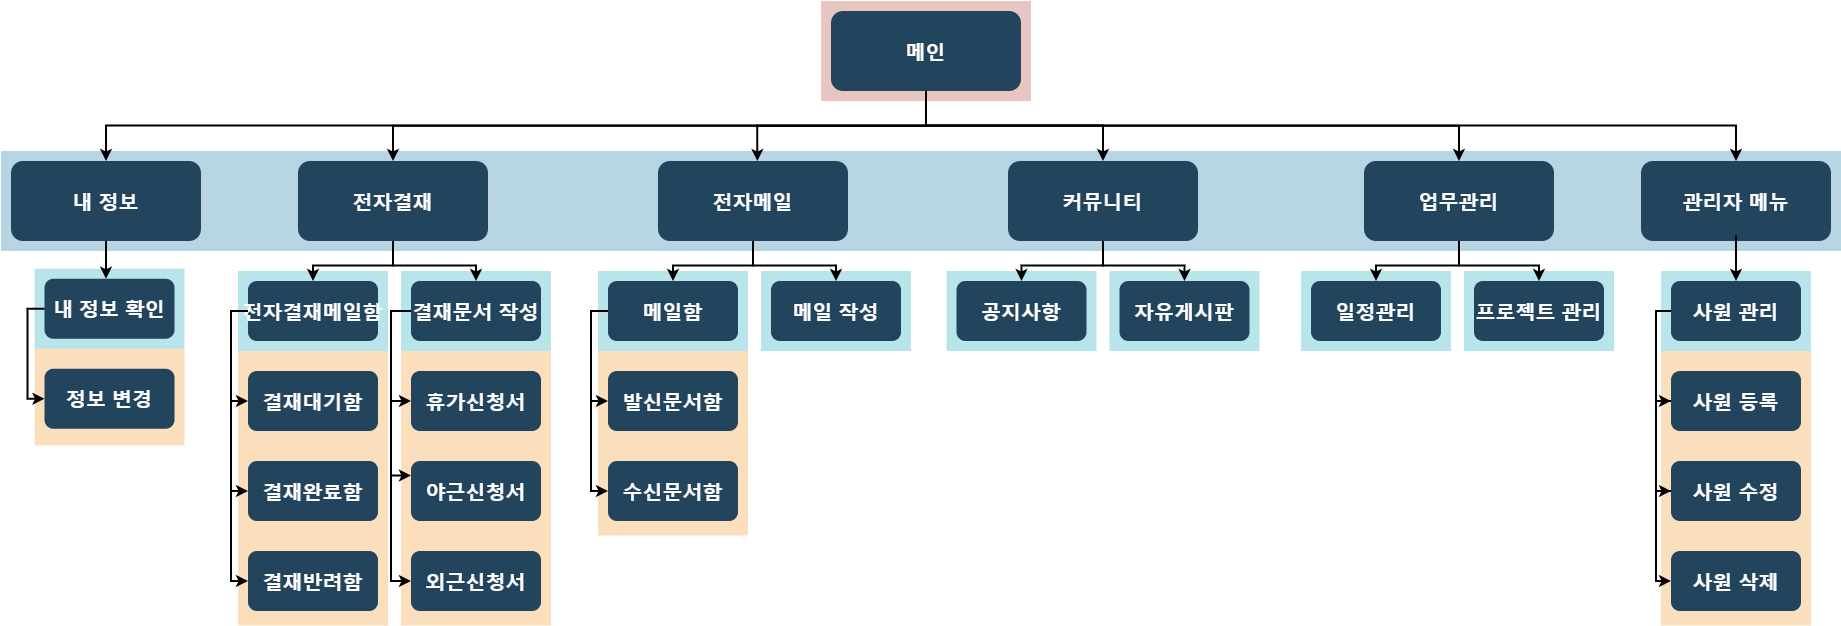 메인
내 정보
전자결재
전자메일
커뮤니티
업무관리
관리자 메뉴
내 정보 확인
전자결재메일함
결재문서 작성
메일함
메일 작성
공지사항
자유게시판
일정관리
프로젝트 관리
사원 관리
정보 변경
결재대기함
휴가신청서
발신문서함
사원 등록
결재완료함
야근신청서
수신문서함
사원 수정
결재반려함
외근신청서
사원 삭제